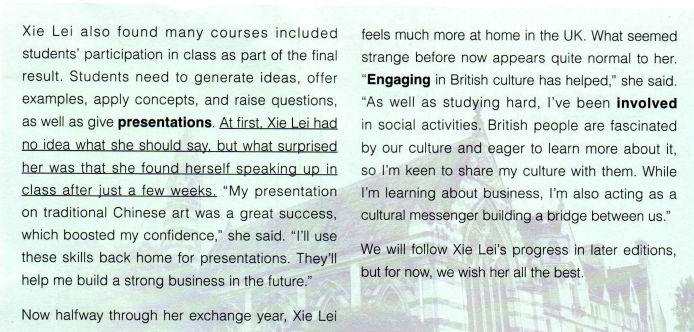 Xie Lei also found many courses included
students' participation in class as part of the final
result. Students need to generate ideas, offer
examples, apply concepts, and raise questions,
as well as give presentations. At first, Xie Lei had
no idea what she should say, but what surprised
her was that she found herself speaking up in
class after just a few weeks. "My presentation
on traditional Chinese art was a great success,
which boosted my confidence," she said. "I'll use
these skills back home for presentations. They'll
help me build a strong business in the future."
Now halfway through her exchange year, Xie Lei
feels much more at home in the UK. What seemed
strange before now appears quite normal to her.
"Engaging in British culture has helped," she said.
"As well as studying hard, I've been involved
in social activities. British people are fascinated
by our culture and eager to learn more about it,
so I'm keen to share my culture with them. While
I'm learning about business, I'm also acting as a
cultural messenger building a bridge between us."
We will follow Xie Lei's progress in later editions,
but for now, we wish her all the best.